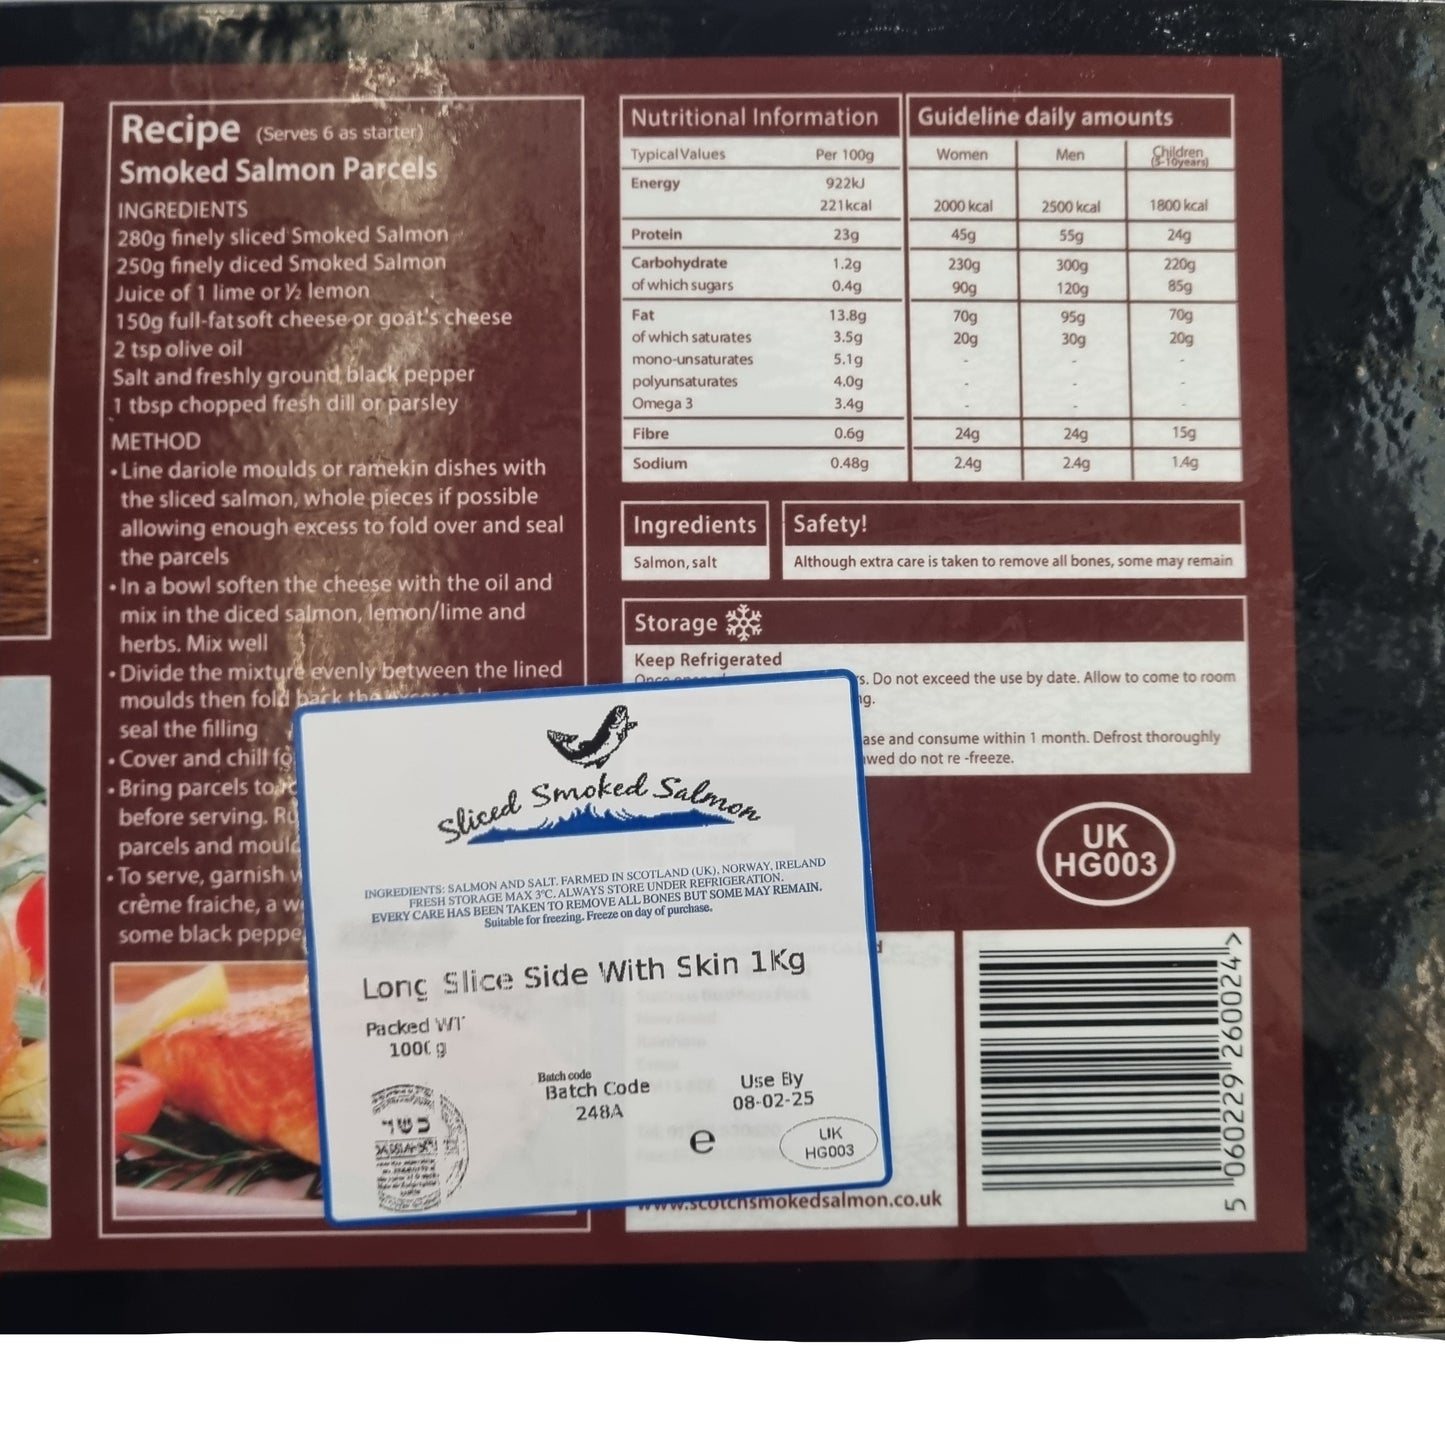 Recipe (Serves 6 as starter)
Smoked Salmon Parcels
INGREDIENTS
280g finely sliced Smoked Salmon
250g finely diced Smoked Salmon
Juice of 1 lime or ½ lemon
150g full-fat soft cheese or goat's cheese
2 tsp olive oil
Salt and freshly ground black pepper
1 tbsp chopped fresh dill or parsley
METHOD
• Line dariole moulds or ramekin dishes with
the sliced salmon, whole pieces if possible
allowing enough excess to fold over and seal
the parcels
• In a bowl soften the cheese with the oil and
mix in the diced salmon, lemon/lime and
herbs. Mix well
• Divide the mixture evenly between the lined
moulds then fold back the
seal the filling
• Cover and chill
• Bring parcels to
before serving.
parcels and
• To serve, garnish
crème fraiche, a
some black
Nutritional Information
Typical Values Per 100g
Energy 922kJ
221kcal
Protein 23g
Carbohydrate 1.2g
of which sugars 0.4g
Fat 13.8g
of which saturates 3.5g
mono-unsaturates 5.1g
polyunsaturates 4.0g
Omega 3 3.4g
Fibre 0.6g
Sodium 0.48g
Guideline daily amounts
Women Men Children
(5-10years)
2000 kcal 2500 kcal 1800 kcal
45g 55g 24g
230g 300g 220g
90g 120g 85g
70g 95g 70g
20g 30g 20g
- - -
- - -
- - -
24g 24g 15g
2.4g 2.4g 1.4g
Ingredients
Salmon, salt
Safety!
Although extra care is taken to remove all bones, some may remain
Storage
Keep Refrigerated
Do not exceed the use by date. Allow to come to room
and consume within 1 month. Defrost thoroughly
do not re -freeze.
UK
HG003
Sliced Smoked Salmon
INGREDIENTS: SALMON AND SALT. FARMED IN SCOTLAND (UK), NORWAY, IRELAND
FRESH STORAGE MAX 3°C. ALWAYS STORE UNDER REFRIGERATION.
EVERY CARE HAS BEEN TAKEN TO REMOVE ALL BONES BUT SOME MAY REMAIN.
Suitable for freezing. Freeze on day of purchase.
Long Slice Side With Skin 1Kg
Packed WT
1000 g
Batch code
Batch Code
248A
Use By
08-02-25
כשר
e
UK
HG003
www.scotchsmokedsalmon.co.uk
5 060229 260024 >